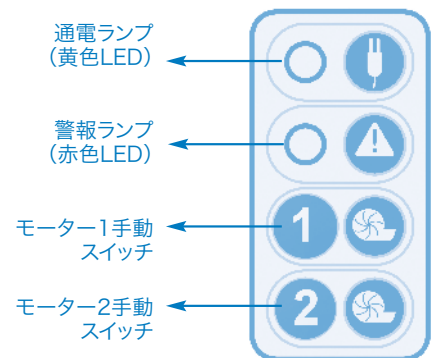 通電ランプ
（黄色LED）
警報ランプ
（赤色LED）
モーター1手動
スイッチ
1
モーター2手動
スイッチ
2